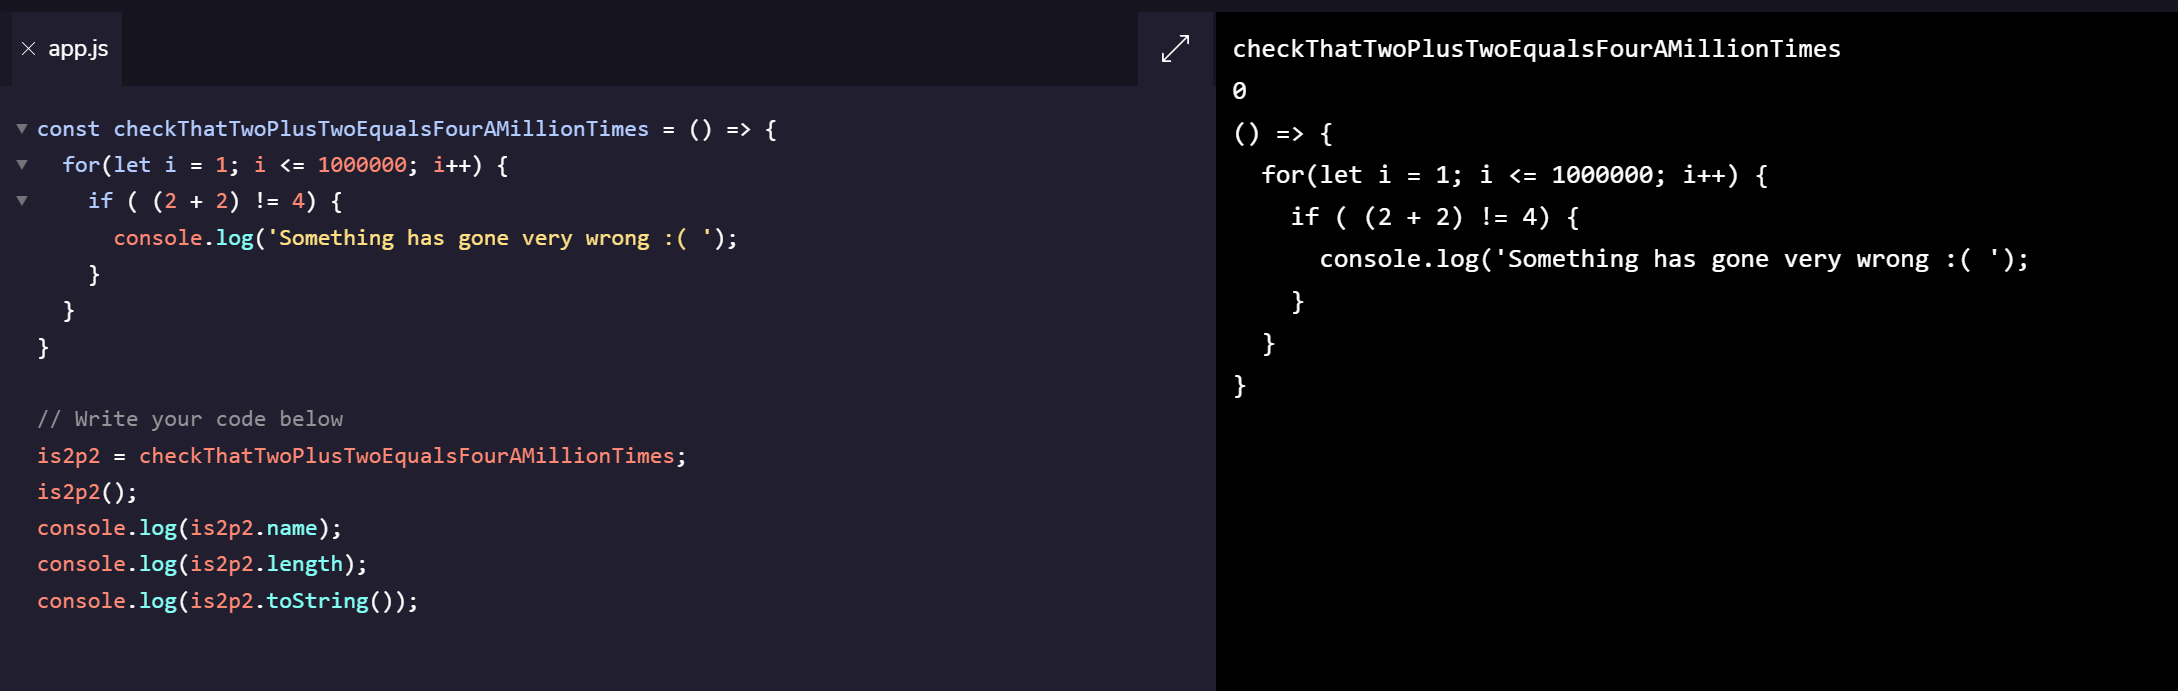 app.js
const checkThatTwoPlusTwoEqualsFourAMillionTimes = () => {
  for(let i = 1; i <= 1000000; i++) {
    if ( (2 + 2) != 4) {
      console.log('Something has gone very wrong :( ');
    }
  }
}

// Write your code below
is2p2 = checkThatTwoPlusTwoEqualsFourAMillionTimes;
is2p2();
console.log(is2p2.name);
console.log(is2p2.length);
console.log(is2p2.toString());
checkThatTwoPlusTwoEqualsFourAMillionTimes
0
() => {
  for(let i = 1; i <= 1000000; i++) {
    if ( (2 + 2) != 4) {
      console.log('Something has gone very wrong :( ');
    }
  }
}